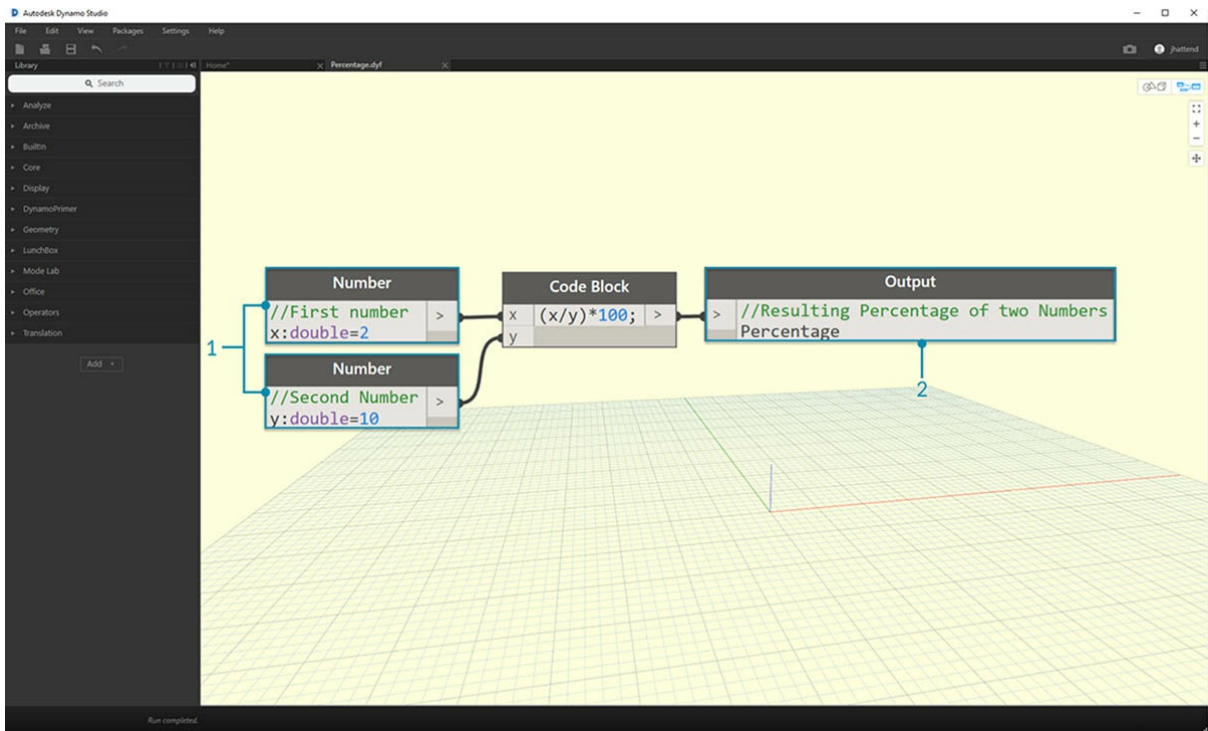 Autodesk Dynamo Studio
File Edit View Packages Settings Help
jhattend
Library
Home* Percentage.dyf
Search
Analyze
Archive
BuiltIn
Core
Display
DynamoPrimer
Geometry
LunchBox
Mode Lab
Office
Operators
Translation
Add +
1
Number
//First number
x:double=2
>
Number
//Second Number
y:double=10
>
Code Block
x (x/y)*100; >
y
Output
> //Resulting Percentage of two Numbers
Percentage
2
Run completed.